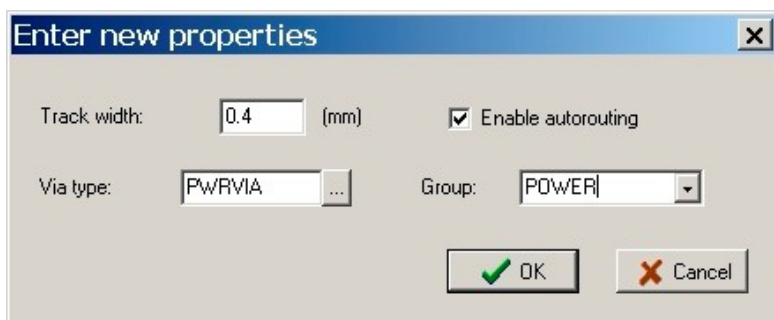 Enter new properties
Track width: 0.4 (mm) Enable autorouting
Via type: PWRVIA ... Group: POWER
OK Cancel